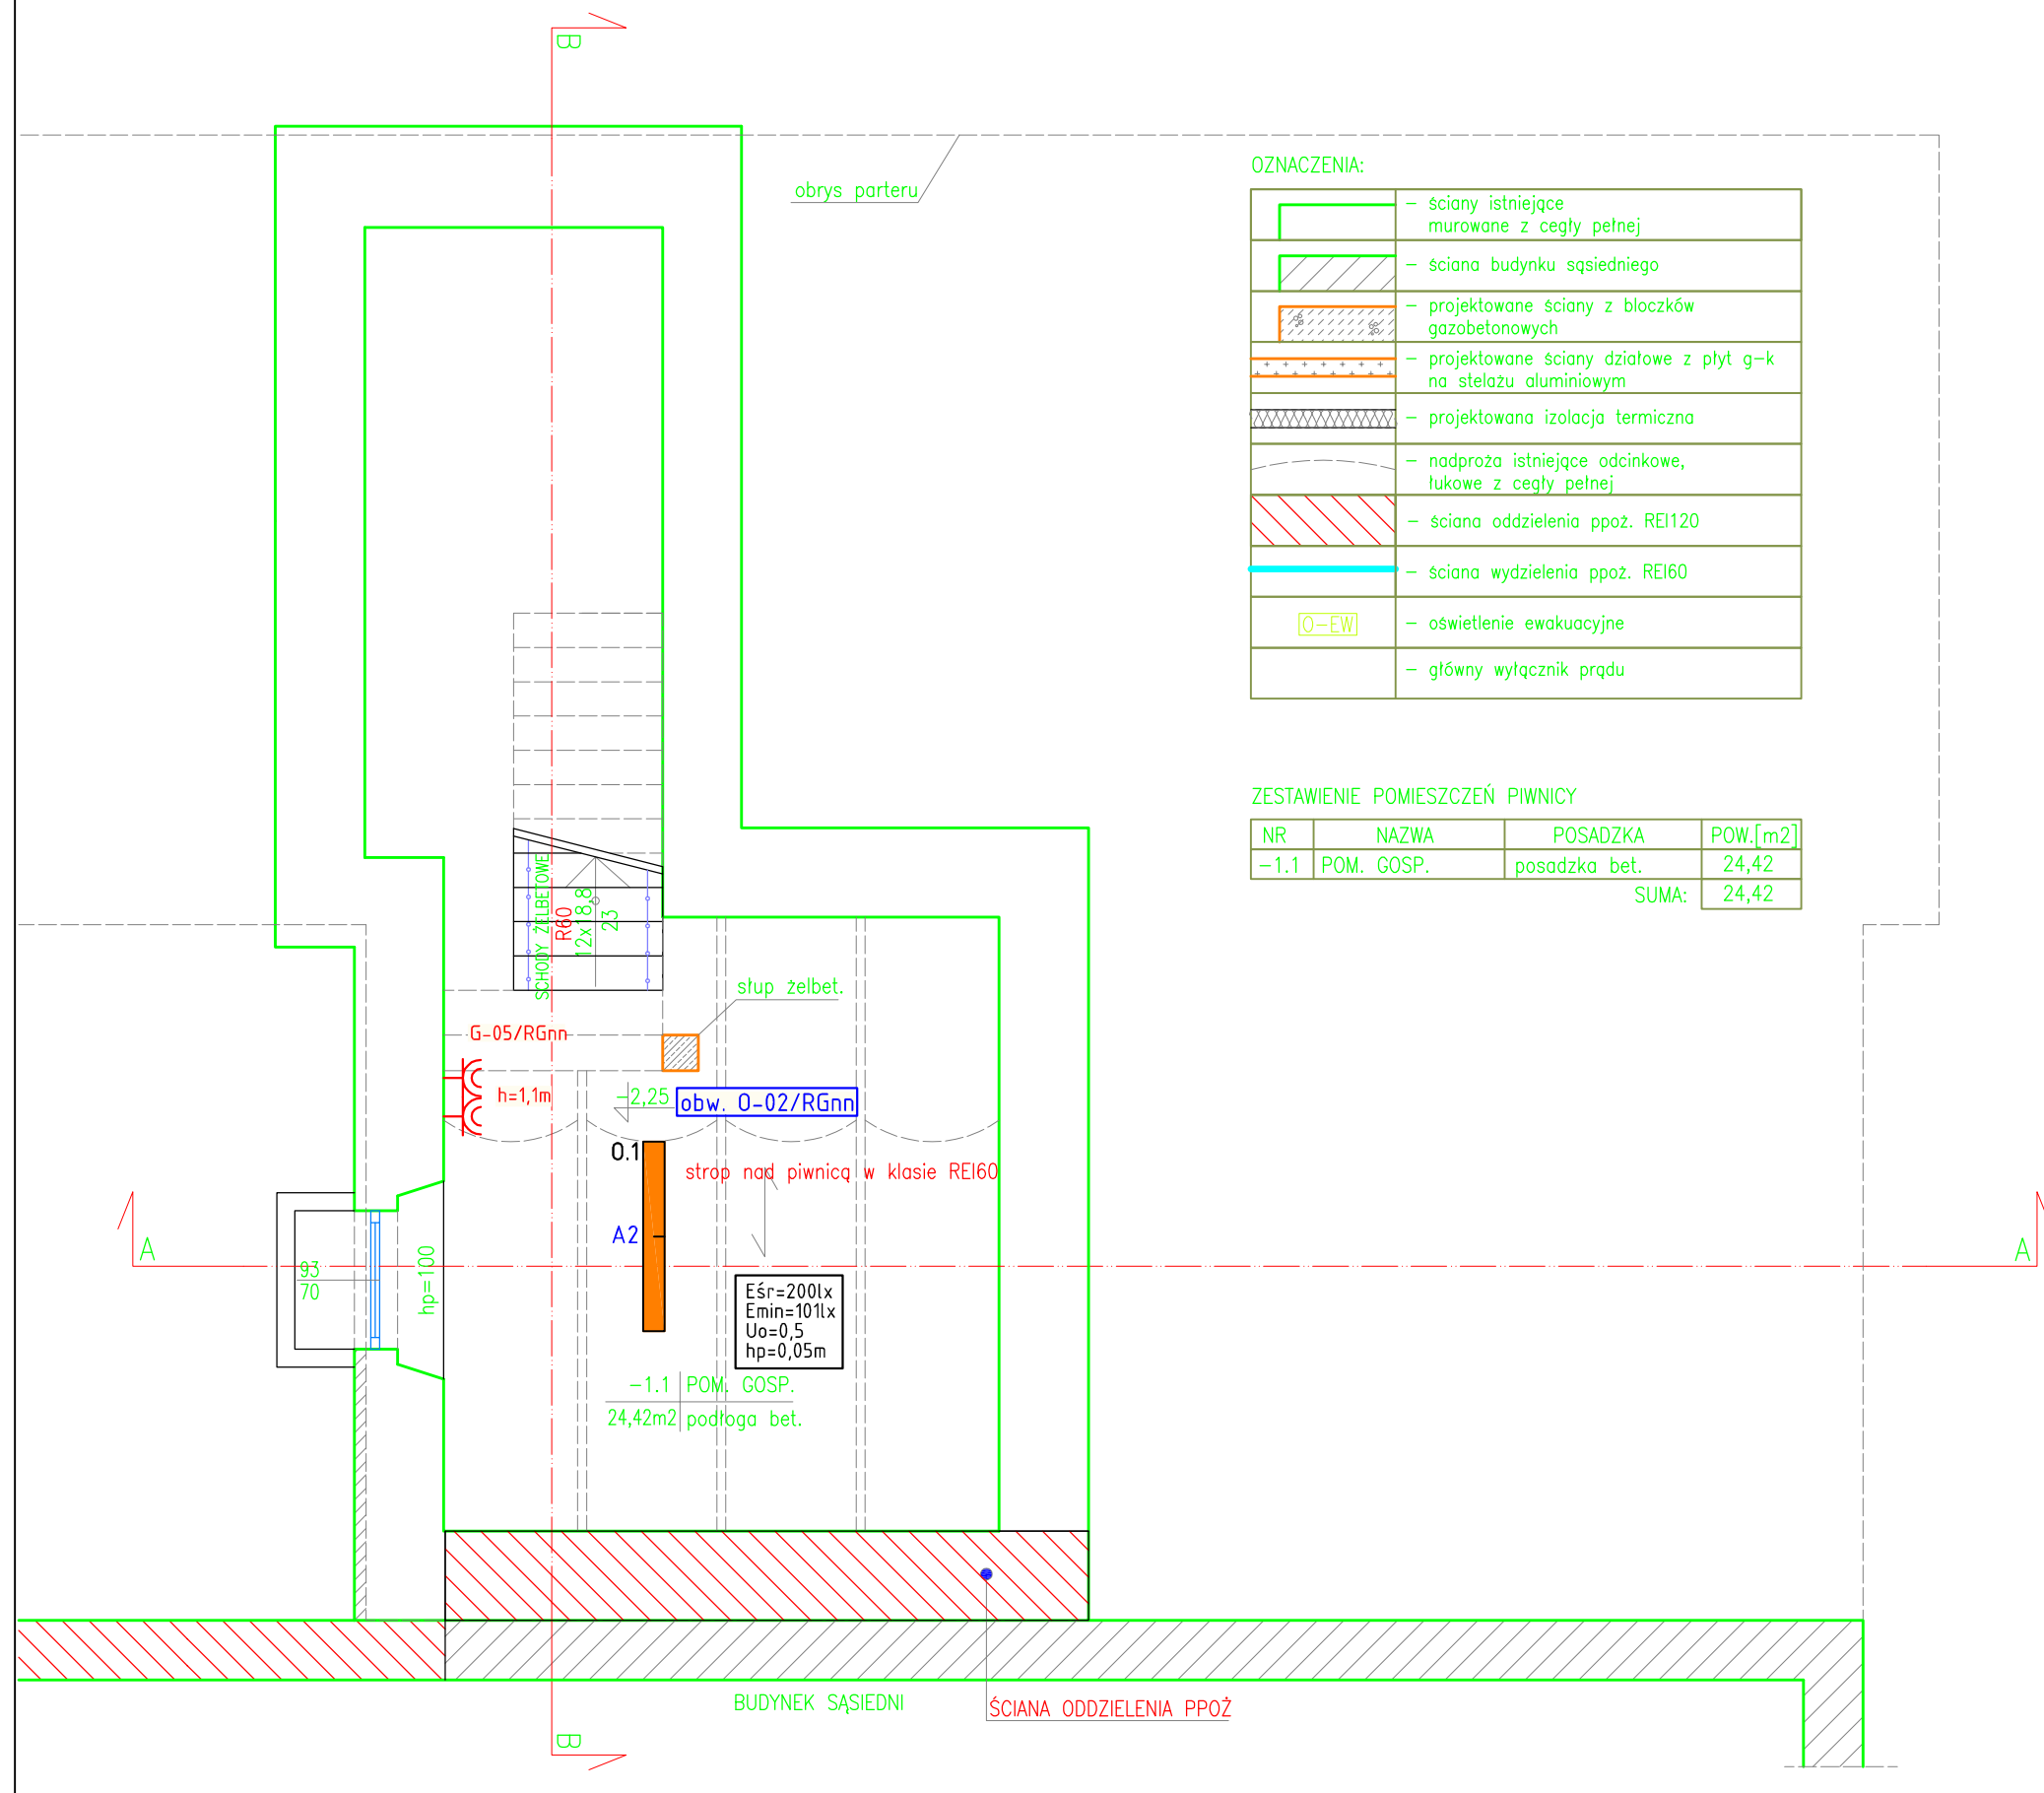 B
obrys parteru
OZNACZENIA:
– ściany istniejące
murowane z cegły pełnej
– ściana budynku sąsiedniego
– projektowane ściany z bloczków
gazobetonowych
– projektowane ściany działowe z płyt g–k
na stelażu aluminiowym
– projektowana izolacja termiczna
– nadproża istniejące odcinkowe,
łukowe z cegły pełnej
– ściana oddzielenia ppoż. REI120
– ściana wydzielenia ppoż. REI60
O–EW – oświetlenie ewakuacyjne
– główny wyłącznik prądu
ZESTAWIENIE POMIESZCZEŃ PIWNICY
NR NAZWA POSADZKA POW.[m2]
–1.1 POM. GOSP. posadzka bet. 24,42
SUMA: 24,42
SCHODY ŻELBETOWE
R60
12x18,8
23
słup żelbet.
G-05/RGnn
h=1,1m
–2,25
obw. O-02/RGnn
O.1
strop nad piwnicą w klasie REI60
A2
A
A
93
70
hp=100
Eśr=200lx
Emin=101lx
Uo=0,5
hp=0,05m
–1.1 POM. GOSP.
24,42m2 podłoga bet.
BUDYNEK SĄSIEDNI
ŚCIANA ODDZIELENIA PPOŻ
B